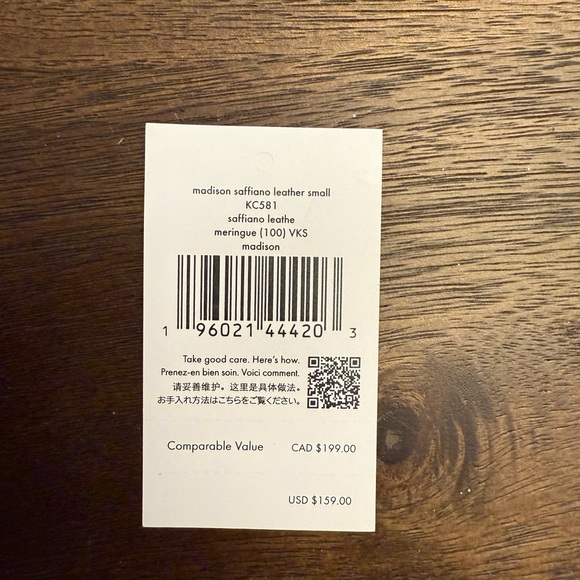 madison saffiano leather small
KC581
saffiano leathe
meringue (100) VKS
madison
1 96021 44420 3
Take good care. Here's how.
Prenez-en bien soin. Voici comment.
请妥善维护。这里是具体做法。
お手入れ方法はこちらをご覧ください。
Comparable Value CAD $199.00
USD $159.00